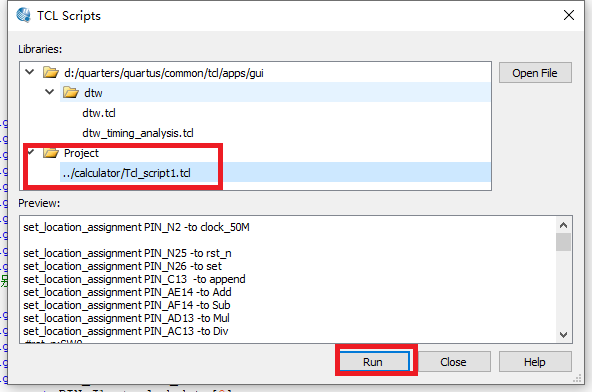 TCL Scripts
Libraries:
d:/quarters/quartus/common/tcl/apps/gui
Open File
dtw
dtw.tcl
dtw_timing_analysis.tcl
Project
../calculator/Tcl_script1.tcl
Preview:
set_location_assignment PIN_N2 -to clock_50M
set_location_assignment PIN_N25 -to rst_n
set_location_assignment PIN_N26 -to set
set_location_assignment PIN_C13 -to append
set_location_assignment PIN_AE14 -to Add
set_location_assignment PIN_AF14 -to Sub
set_location_assignment PIN_AD13 -to Mul
set_location_assignment PIN_AC13 -to Div
Run
Close
Help